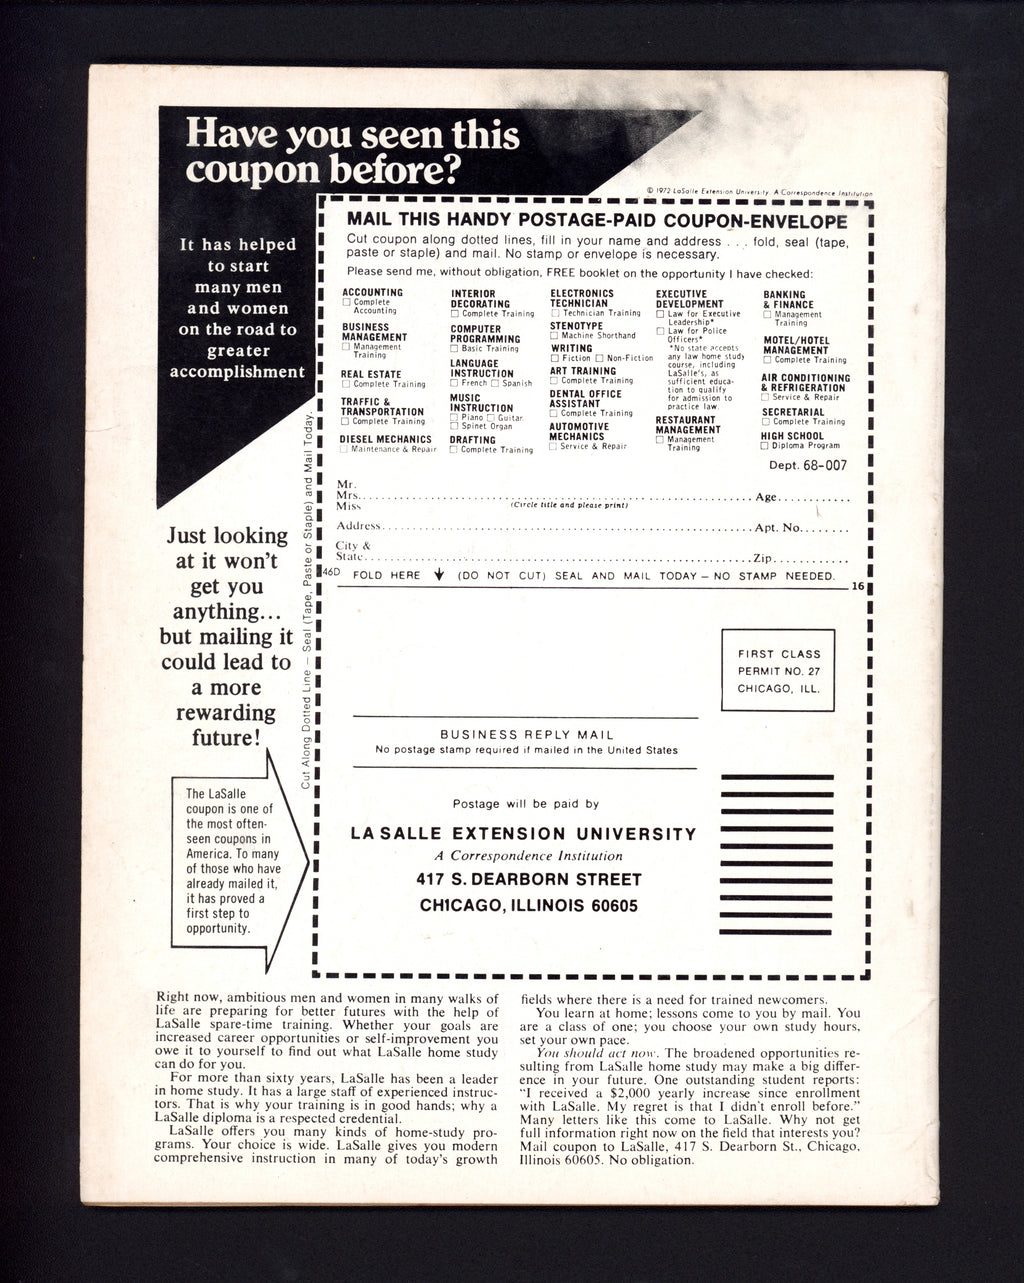 Have you seen this
coupon before?
© 1972 LaSalle Extension University A Correspondence Institution
It has helped
to start
many men
and women
on the road to
greater
accomplishment
MAIL THIS HANDY POSTAGE-PAID COUPON-ENVELOPE
Cut coupon along dotted lines, fill in your name and address . . . fold, seal (tape,
paste or staple) and mail. No stamp or envelope is necessary.
Please send me, without obligation, FREE booklet on the opportunity I have checked:
ACCOUNTING
☐ Complete
Accounting
BUSINESS
MANAGEMENT
☐ Management
Training
REAL ESTATE
☐ Complete Training
TRAFFIC &
TRANSPORTATION
☐ Complete Training
DIESEL MECHANICS
☐ Maintenance & Repair
INTERIOR
DECORATING
☐ Complete Training
COMPUTER
PROGRAMMING
☐ Basic Training
LANGUAGE
INSTRUCTION
☐ French ☐ Spanish
MUSIC
INSTRUCTION
☐ Piano ☐ Guitar
☐ Spinet Organ
DRAFTING
☐ Complete Training
ELECTRONICS
TECHNICIAN
☐ Technician Training
STENOTYPE
☐ Machine Shorthand
WRITING
☐ Fiction ☐ Non-Fiction
ART TRAINING
☐ Complete Training
DENTAL OFFICE
ASSISTANT
☐ Complete Training
AUTOMOTIVE
MECHANICS
☐ Service & Repair
EXECUTIVE
DEVELOPMENT
☐ Law for Executive
Leadership*
☐ Law for Police
Officers*
*No state accepts
any law home study
course, including
LaSalle's, as
sufficient educa-
tion to qualify
for admission to
practice law
RESTAURANT
MANAGEMENT
☐ Management
Training
BANKING
& FINANCE
☐ Management
Training
MOTEL/HOTEL
MANAGEMENT
☐ Complete Training
AIR CONDITIONING
& REFRIGERATION
☐ Service & Repair
SECRETARIAL
☐ Complete Training
HIGH SCHOOL
☐ Diploma Program
Dept. 68-007
Mr.
Mrs. Age
Miss (Circle title and please print)
Address Apt. No.
City &
State Zip
46D FOLD HERE ↓ (DO NOT CUT) SEAL AND MAIL TODAY – NO STAMP NEEDED.
16
Cut Along Dotted Line – Seal (Tape, Paste or Staple) and Mail Today.
Just looking
at it won't
get you
anything...
but mailing it
could lead to
a more
rewarding
future!
The LaSalle
coupon is one of
the most often-
seen coupons in
America. To many
of those who have
already mailed it,
it has proved a
first step to
opportunity.
FIRST CLASS
PERMIT NO. 27
CHICAGO, ILL.
BUSINESS REPLY MAIL
No postage stamp required if mailed in the United States
Postage will be paid by
LA SALLE EXTENSION UNIVERSITY
A Correspondence Institution
417 S. DEARBORN STREET
CHICAGO, ILLINOIS 60605
Right now, ambitious men and women in many walks of
life are preparing for better futures with the help of
LaSalle spare-time training. Whether your goals are
increased career opportunities or self-improvement you
owe it to yourself to find out what LaSalle home study
can do for you.
For more than sixty years, LaSalle has been a leader
in home study. It has a large staff of experienced instruc-
tors. That is why your training is in good hands; why a
LaSalle diploma is a respected credential.
LaSalle offers you many kinds of home-study pro-
grams. Your choice is wide. LaSalle gives you modern
comprehensive instruction in many of today's growth
fields where there is a need for trained newcomers.
You learn at home; lessons come to you by mail. You
are a class of one; you choose your own study hours,
set your own pace.
You should act now. The broadened opportunities re-
sulting from LaSalle home study may make a big differ-
ence in your future. One outstanding student reports:
"I received a $2,000 yearly increase since enrollment
with LaSalle. My regret is that I didn't enroll before."
Many letters like this come to LaSalle. Why not get
full information right now on the field that interests you?
Mail coupon to LaSalle, 417 S. Dearborn St., Chicago,
Illinois 60605. No obligation.